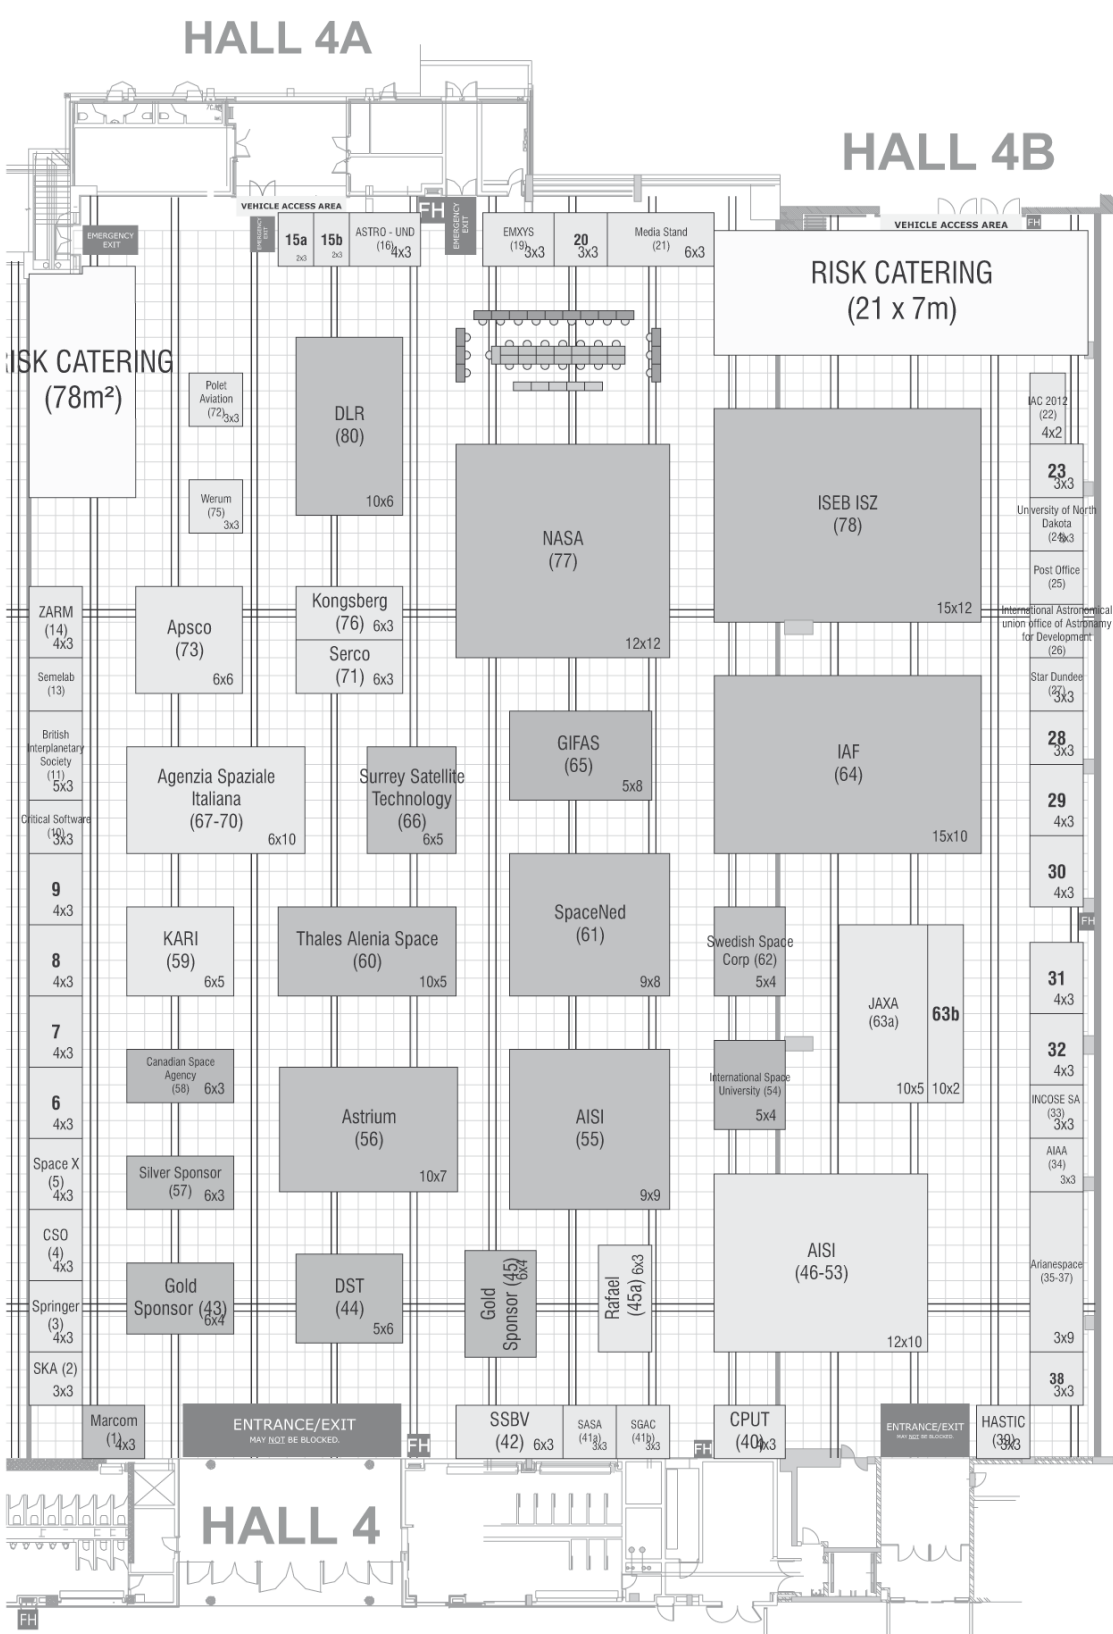 HALL 4A
HALL 4B
VEHICLE ACCESS AREA
FH
EMERGENCY
EXIT
EMERGENCY
EXIT
EMERGENCY
EXIT
VEHICLE ACCESS AREA
FH
15a
2x3
15b
2x3
ASTRO - UND
(16)
4x3
EMXYS
(19)
3x3
20
3x3
Media Stand
(21)
6x3
RISK CATERING
(21 x 7m)
RISK CATERING
(78m²)
Polet
Aviation
(72)
3x3
DLR
(80)
10x6
IAC 2012
(22)
4x2
NASA
(77)
12x12
ISEB ISZ
(78)
15x12
23
3x3
Werum
(75)
3x3
University of North
Dakota
(24)
3x3
Post Office
(25)
ZARM
(14)
4x3
Apsco
(73)
6x6
Kongsberg
(76) 6x3
Serco
(71) 6x3
International Astronomical
union office of Astronamy
for Development
(26)
Semelab
(13)
Star Dundee
(27)
3x3
British
Interplanetary
Society
(11)
5x3
Agenzia Spaziale
Italiana
(67-70)
6x10
Surrey Satellite
Technology
(66)
6x5
GIFAS
(65)
5x8
IAF
(64)
15x10
28
3x3
29
4x3
Critical Software
(10)
3x3
9
4x3
30
4x3
KARI
(59)
6x5
Thales Alenia Space
(60)
10x5
SpaceNed
(61)
9x8
Swedish Space
Corp (62)
5x4
JAXA
(63a)
10x5
63b
10x2
FH
8
4x3
31
4x3
7
4x3
32
4x3
Canadian Space
Agency
(58) 6x3
Astrium
(56)
10x7
AISI
(55)
9x9
International Space
University (54)
5x4
6
4x3
INCOSE SA
(33)
3x3
AIAA
(34)
3x3
Space X
(5)
4x3
Silver Sponsor
(57) 6x3
CSO
(4)
4x3
Gold
Sponsor (43)
6x4
DST
(44)
5x6
Gold
Sponsor (45)
6x4
Rafael
(45a) 6x3
AISI
(46-53)
12x10
Arianespace
(35-37)
3x9
Springer
(3)
4x3
SKA (2)
3x3
38
3x3
Marcom
(1)
4x3
ENTRANCE/EXIT
MAY NOT BE BLOCKED.
FH
SSBV
(42) 6x3
SASA
(41a)
3x3
SGAC
(41b)
3x3
FH
CPUT
(40)
4x3
ENTRANCE/EXIT
MAY NOT BE BLOCKED.
HASTIC
(39)
3x3
HALL 4
FH